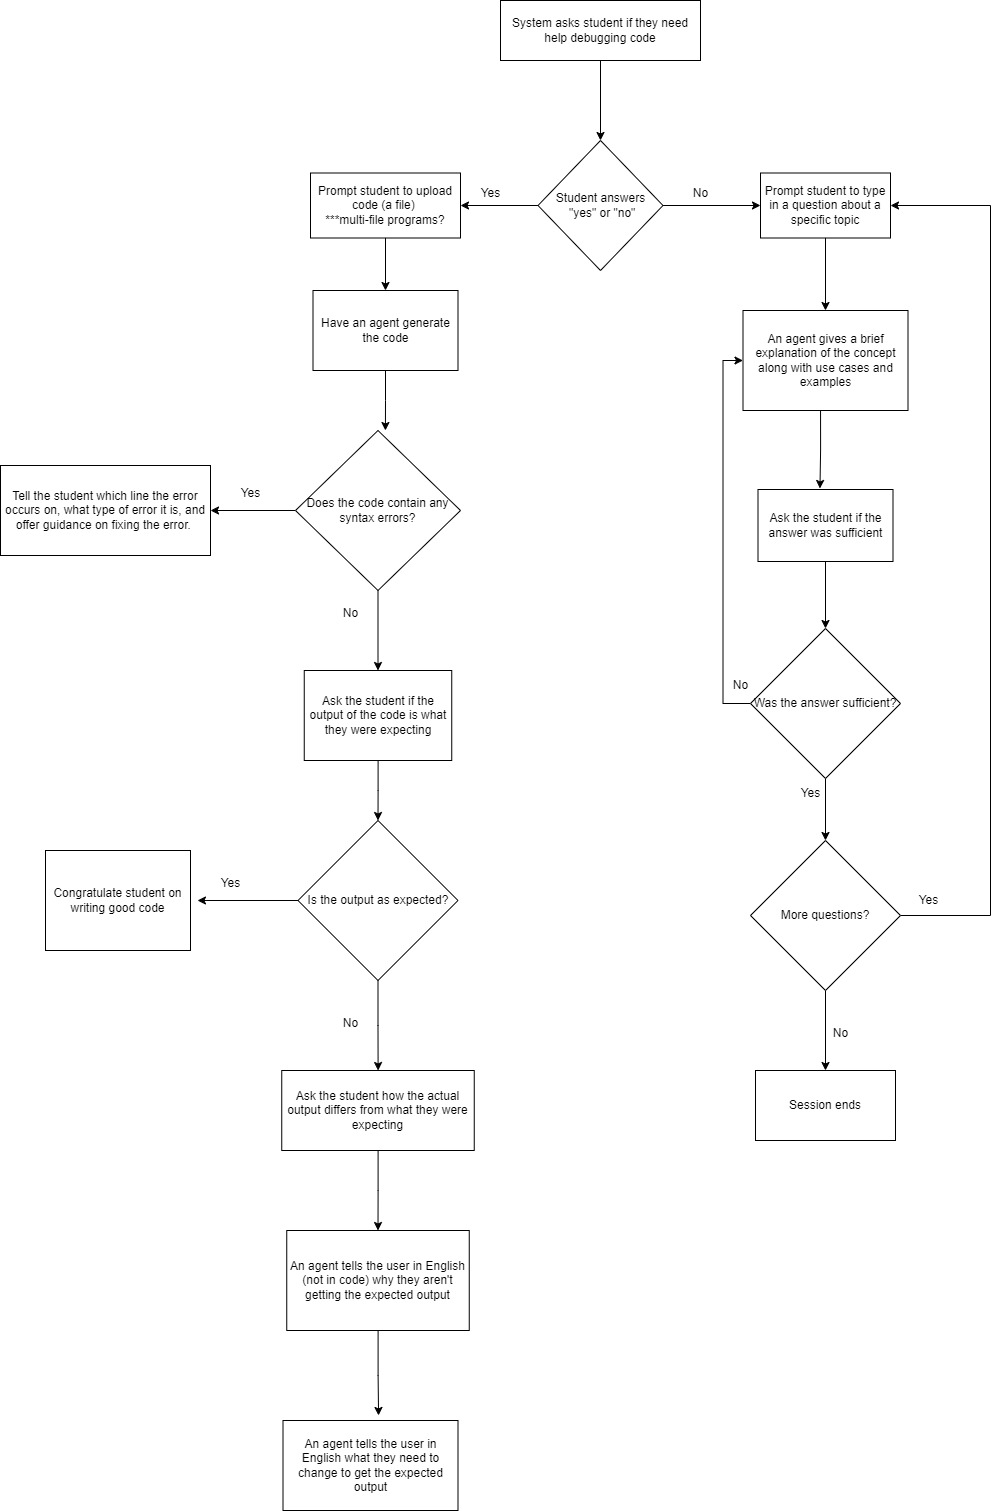 System asks student if they need
help debugging code
Student answers
"yes" or "no"
Yes
No
Prompt student to upload
code (a file)
***multi-file programs?
Prompt student to type
in a question about a
specific topic
Have an agent generate
the code
An agent gives a brief
explanation of the concept
along with use cases and
examples
Does the code contain any
syntax errors?
Yes
Tell the student which line the error
occurs on, what type of error it is, and
offer guidance on fixing the error.
No
Ask the student if the
answer was sufficient
Ask the student if the
output of the code is what
they were expecting
Was the answer sufficient?
No
Yes
Is the output as expected?
Yes
Congratulate student on
writing good code
More questions?
Yes
No
No
Session ends
Ask the student how the actual
output differs from what they were
expecting
An agent tells the user in English
(not in code) why they aren't
getting the expected output
An agent tells the user in
English what they need to
change to get the expected
output